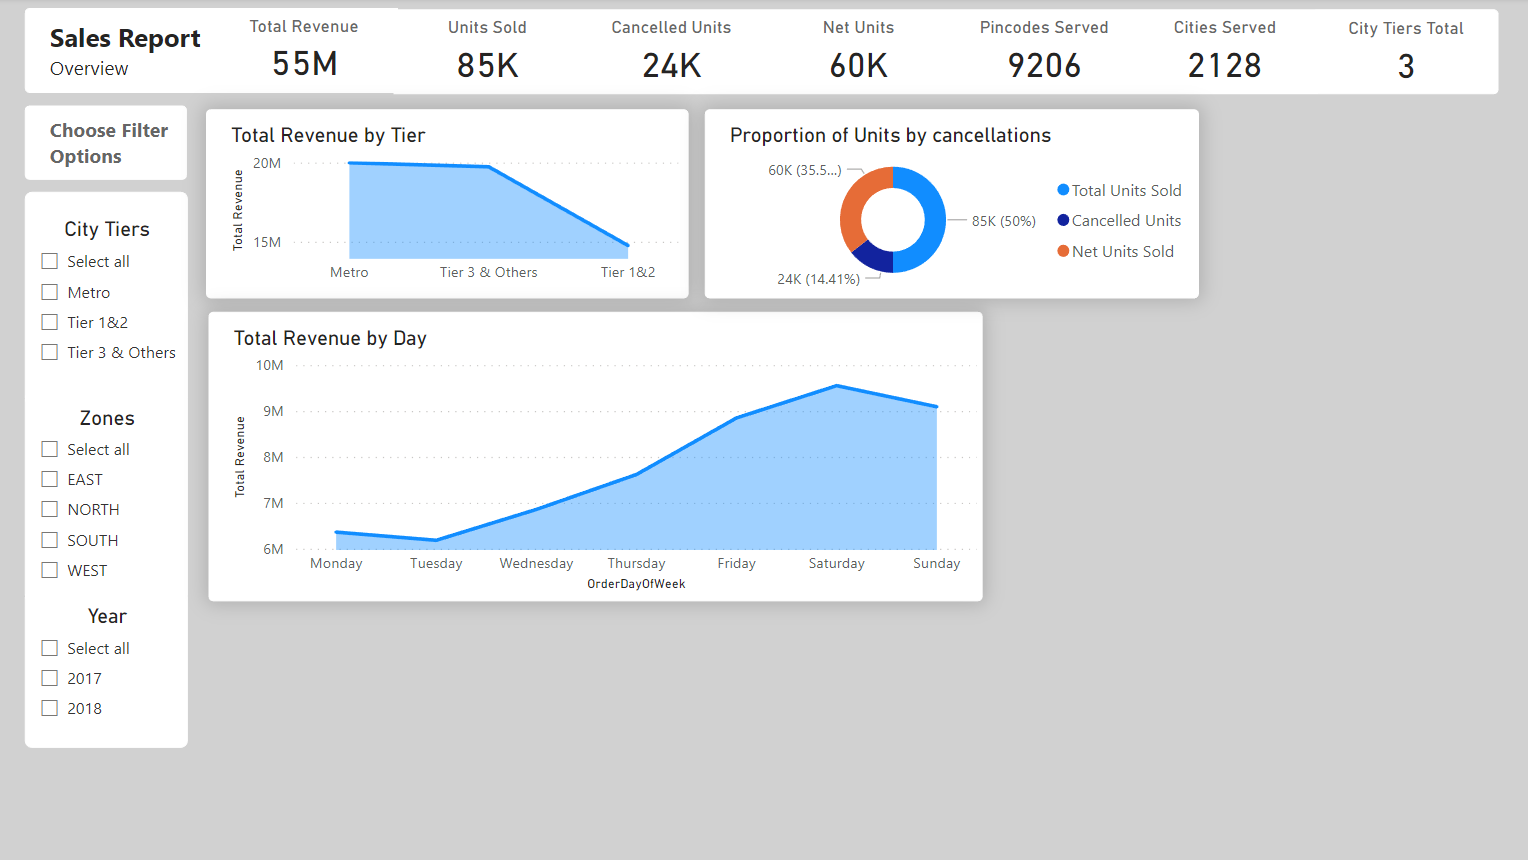 Sales Report
Overview
Total Revenue
55M
Units Sold
85K
Cancelled Units
24K
Net Units
60K
Pincodes Served
9206
Cities Served
2128
City Tiers Total
3
Choose Filter
Options
City Tiers
Select all
Metro
Tier 1&2
Tier 3 & Others
Zones
Select all
EAST
NORTH
SOUTH
WEST
Year
Select all
2017
2018
Total Revenue by Tier
Total Revenue
20M
15M
Metro
Tier 3 & Others
Tier 1&2
Proportion of Units by cancellations
60K (35.5...)
85K (50%)
24K (14.41%)
Total Units Sold
Cancelled Units
Net Units Sold
Total Revenue by Day
Total Revenue
10M
9M
8M
7M
6M
Monday
Tuesday
Wednesday
Thursday
Friday
Saturday
Sunday
OrderDayOfWeek